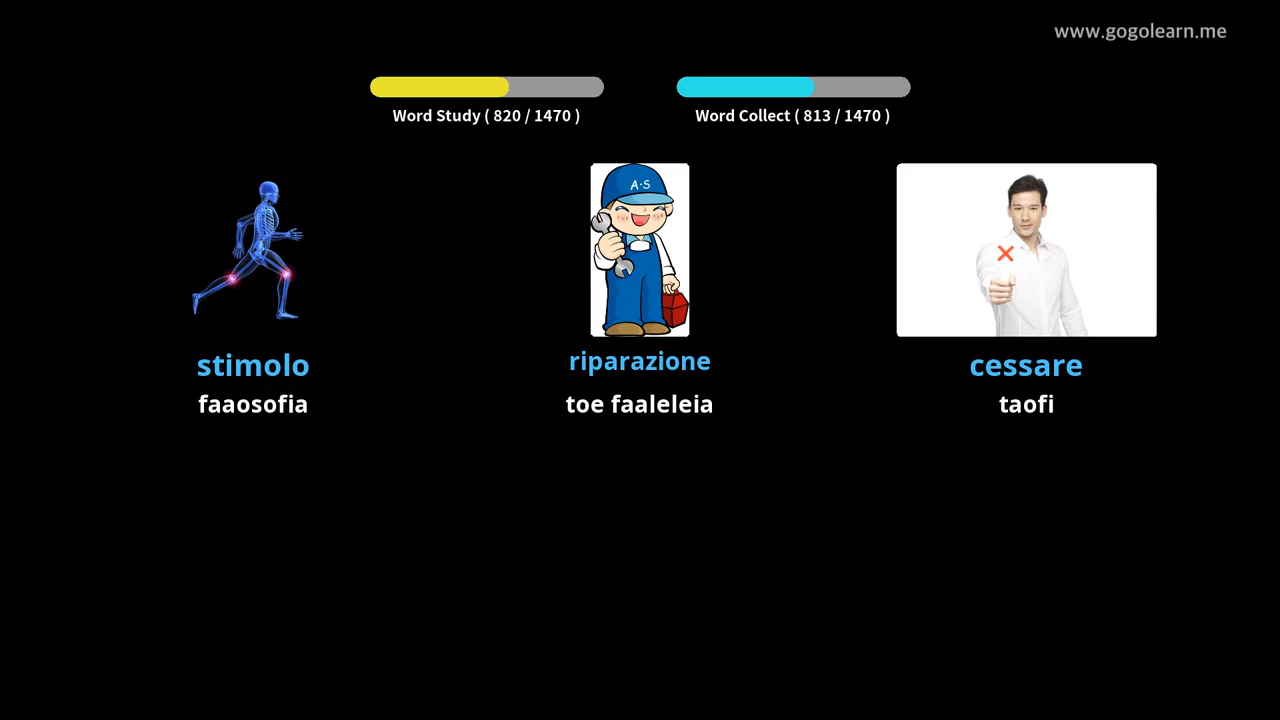 www.gogolearn.me
Word Study ( 820 / 1470 )
Word Collect ( 813 / 1470 )
A·S
stimolo
riparazione
cessare
faaosofia
toe faaleleia
taofi